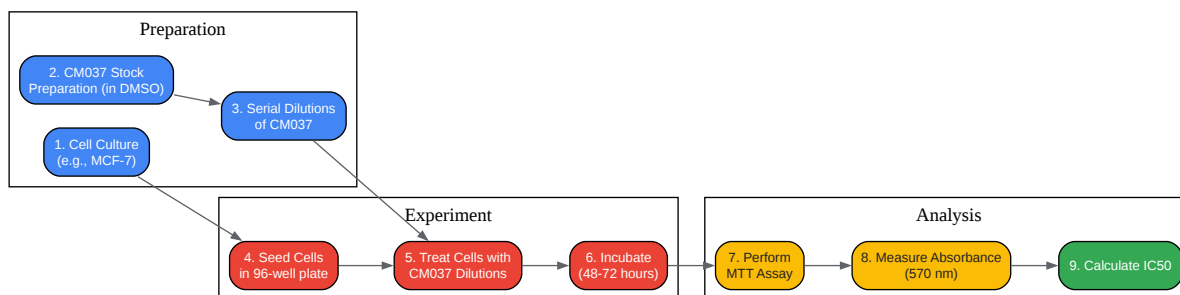 Preparation
2. CM037 Stock
Preparation (in DMSO)
3. Serial Dilutions
of CM037
1. Cell Culture
(e.g., MCF-7)
Experiment
4. Seed Cells
in 96-well plate
5. Treat Cells with
CM037 Dilutions
6. Incubate
(48-72 hours)
Analysis
7. Perform
MTT Assay
8. Measure Absorbance
(570 nm)
9. Calculate IC50